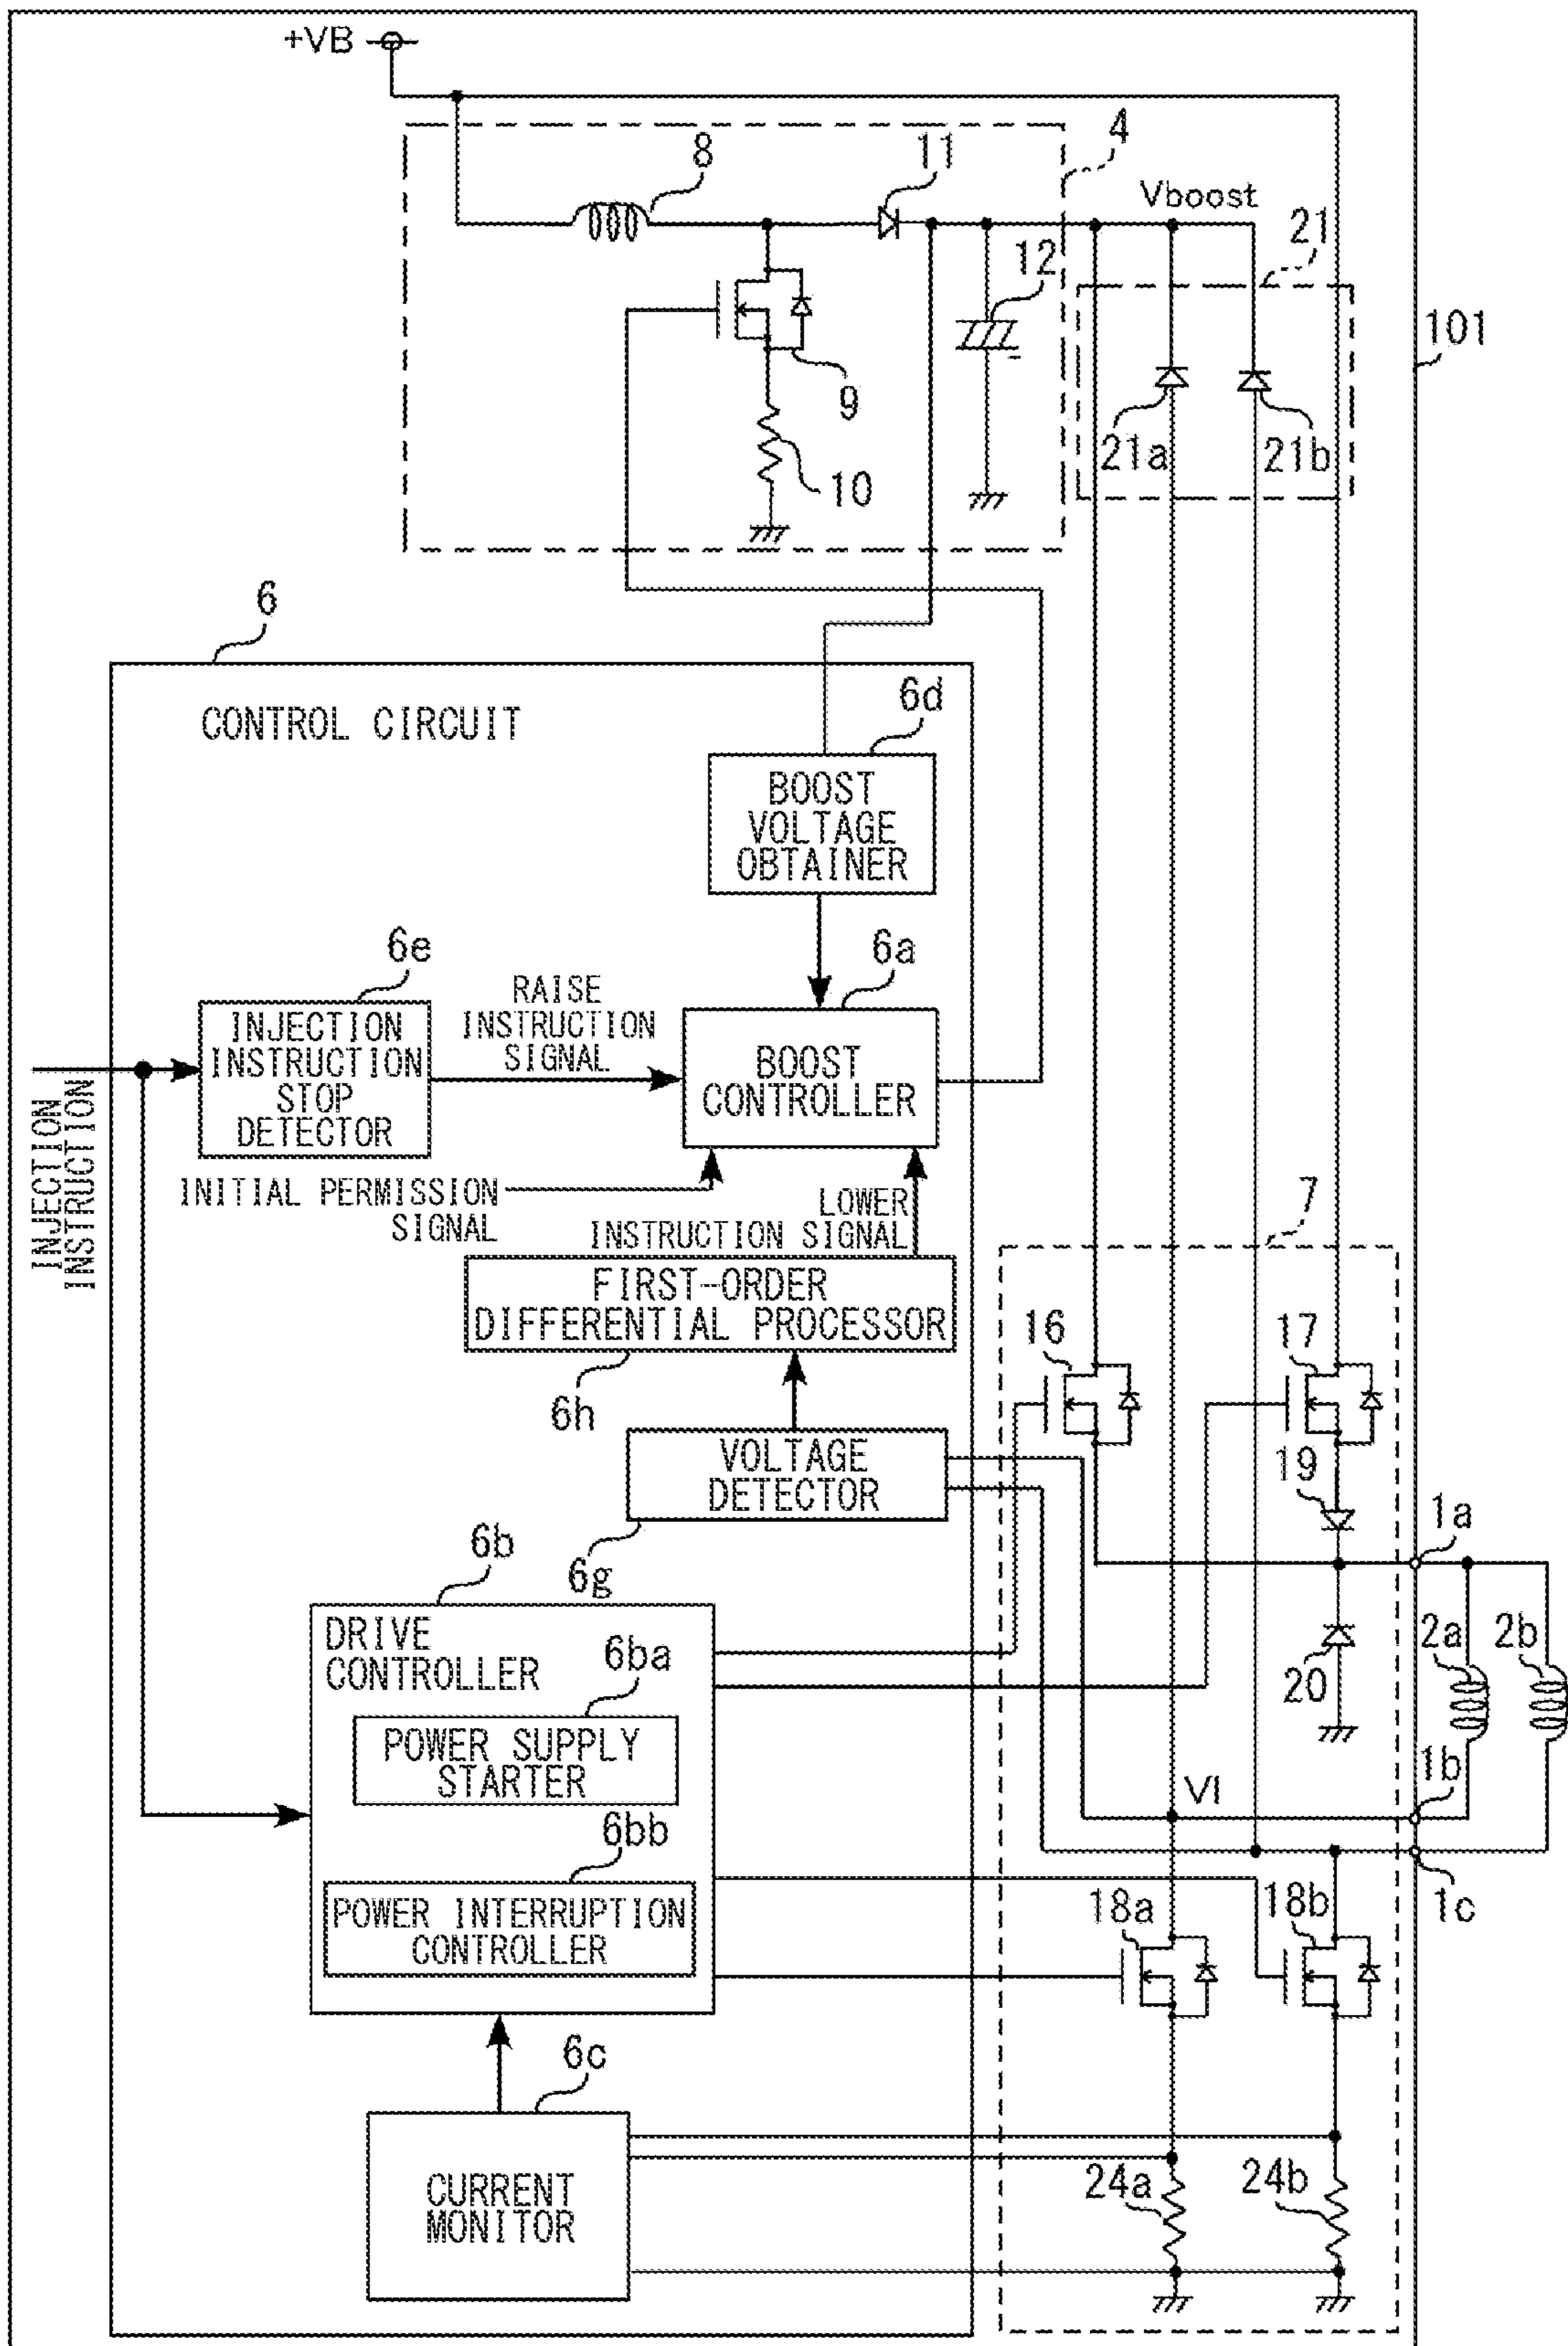 +VB
8
11
4
Vboost
21
12
101
9
21a
21b
10
6
CONTROL CIRCUIT
6d
BOOST
VOLTAGE
OBTAINER
6e
6a
RAISE
INSTRUCTION
SIGNAL
INJECTION
INSTRUCTION
STOP
DETECTOR
BOOST
CONTROLLER
INJECTION
INSTRUCTION
INITIAL PERMISSION
SIGNAL
LOWER
INSTRUCTION SIGNAL
7
FIRST-ORDER
DIFFERENTIAL PROCESSOR
16
17
6h
VOLTAGE
DETECTOR
19
1a
6g
6b
DRIVE
CONTROLLER
6ba
2a
2b
20
POWER SUPPLY
STARTER
1b
VI
6bb
POWER INTERRUPTION
CONTROLLER
18a
18b
1c
6c
CURRENT
MONITOR
24a
24b